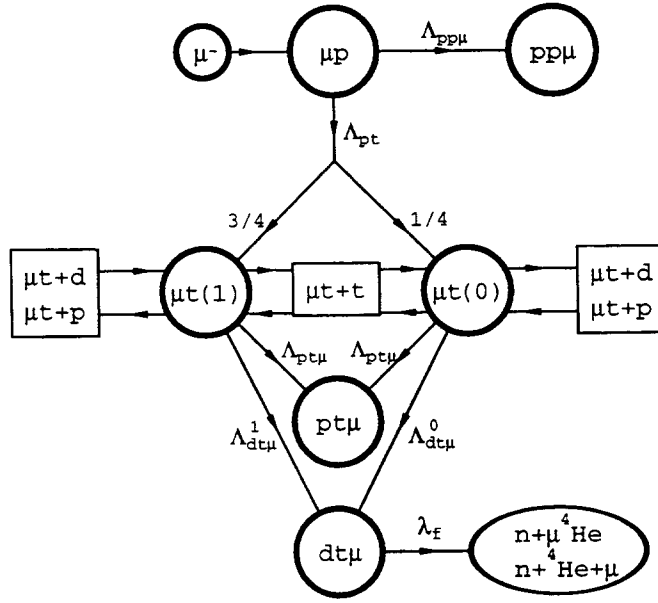 μ-
μp
Λppμ
ppμ
Λpt
3/4
1/4
μt+d
μt+p
μt(1)
μt+t
μt(0)
μt+d
μt+p
Λptμ
Λptμ
ptμ
Λ¹dtμ
Λ⁰dtμ
dtμ
λf
n+μ⁴He
n+⁴He+μ